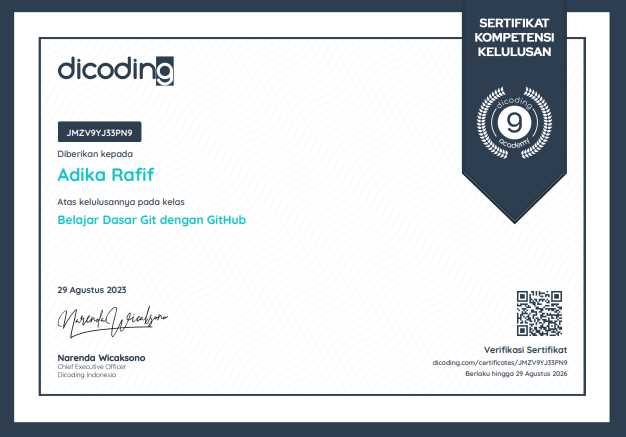 SERTIFIKAT
KOMPETENSI
KELULUSAN
dicoding
academy
dicoding
JMZV9YJ33PN9
Diberikan kepada
Adika Rafif
Atas kelulusannya pada kelas
Belajar Dasar Git dengan GitHub
29 Agustus 2023
Narenda Wicaksono
Narenda Wicaksono
Chief Executive Officer
Dicoding Indonesia
Verifikasi Sertifikat
dicoding.com/certificates/JMZV9YJ33PN9
Berlaku hingga 29 Agustus 2026